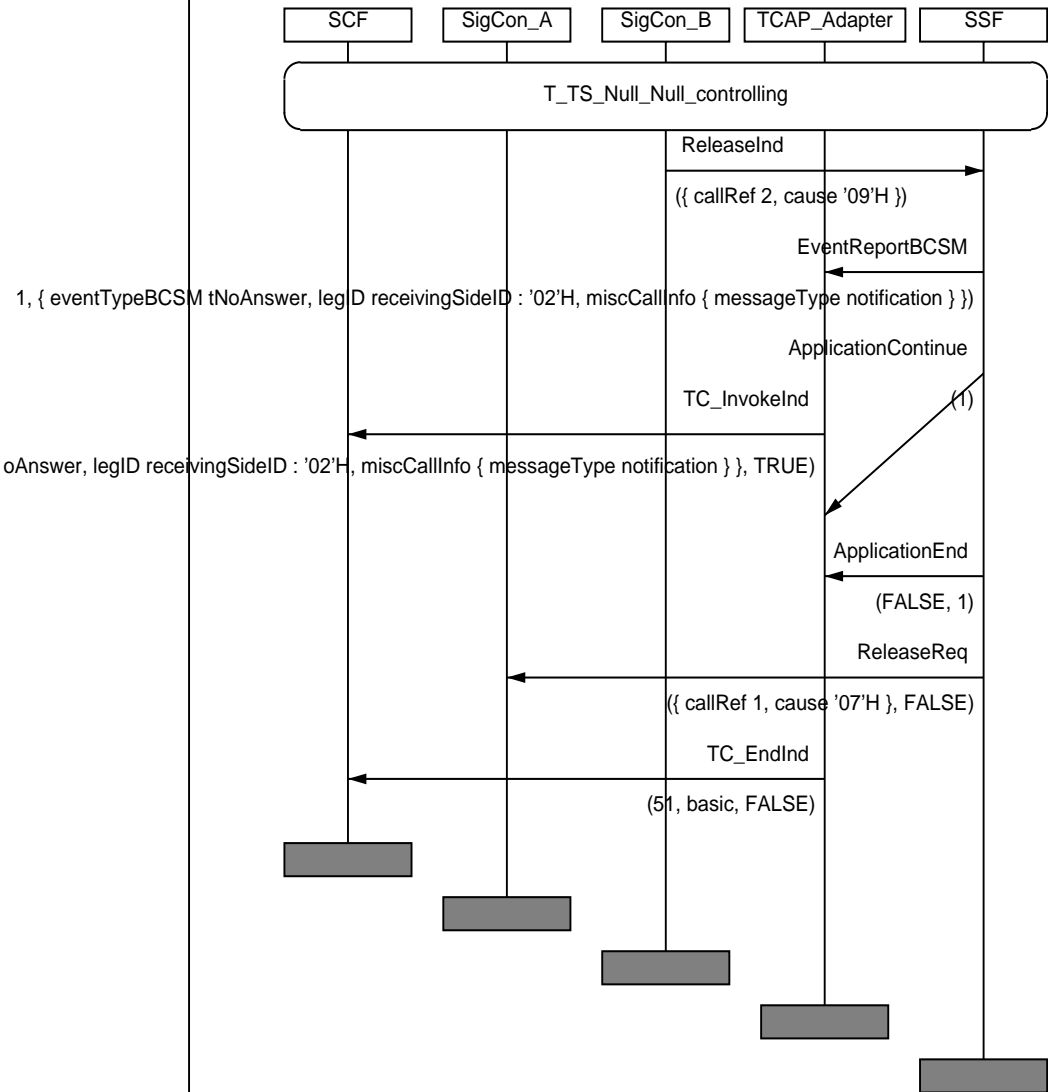 SCF SigCon_A SigCon_B TCAP_Adapter SSF
T_TS_Null_Null_controlling
ReleaseInd
({ callRef 2, cause '09'H })
EventReportBCSM
1, { eventTypeBCSM tNoAnswer, legID receivingSideID : '02'H, miscCallInfo { messageType notification } })
ApplicationContinue
TC_InvokeInd
(1)
oAnswer, legID receivingSideID : '02'H, miscCallInfo { messageType notification } }, TRUE)
ApplicationEnd
(FALSE, 1)
ReleaseReq
({ callRef 1, cause '07'H }, FALSE)
TC_EndInd
(51, basic, FALSE)